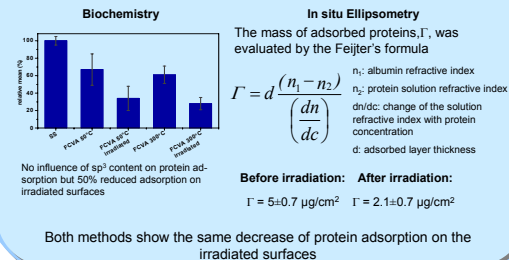 Biochemistry
relative mean (%)
100
80
60
40
20
0
SS
FCVA 55°C
FCVA 55°C
irradiated
FCVA 300°C
FCVA 300°C
irradiated
No influence of sp³ content on protein ad-
sorption but 50% reduced adsorption on
irradiated surfaces
In situ Ellipsometry
The mass of adsorbed proteins,Γ, was
evaluated by the Feijter's formula
Γ = d (n₁ − n₂) / (dn/dc)
n₁: albumin refractive index
n₂: protein solution refractive index
dn/dc: change of the solution
refractive index with protein
concentration
d: adsorbed layer thickness
Before irradiation: After irradiation:
Γ = 5±0.7 µg/cm² Γ = 2.1±0.7 µg/cm²
Both methods show the same decrease of protein adsorption on the
irradiated surfaces